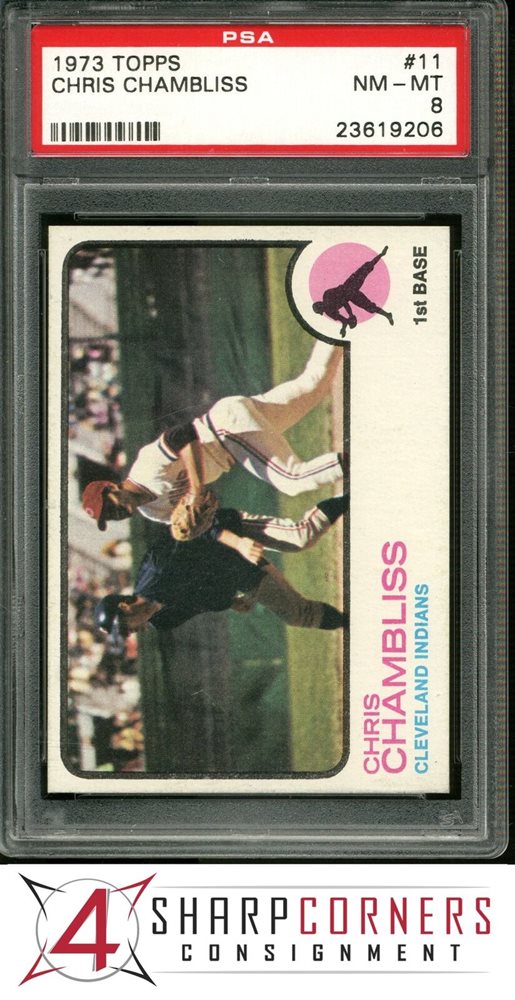 PSA
1973 TOPPS #11
CHRIS CHAMBLISS NM - MT
8
23619206
1st BASE
CHRIS
CHAMBLISS
CLEVELAND INDIANS
4 SHARPCORNERS
CONSIGNMENT